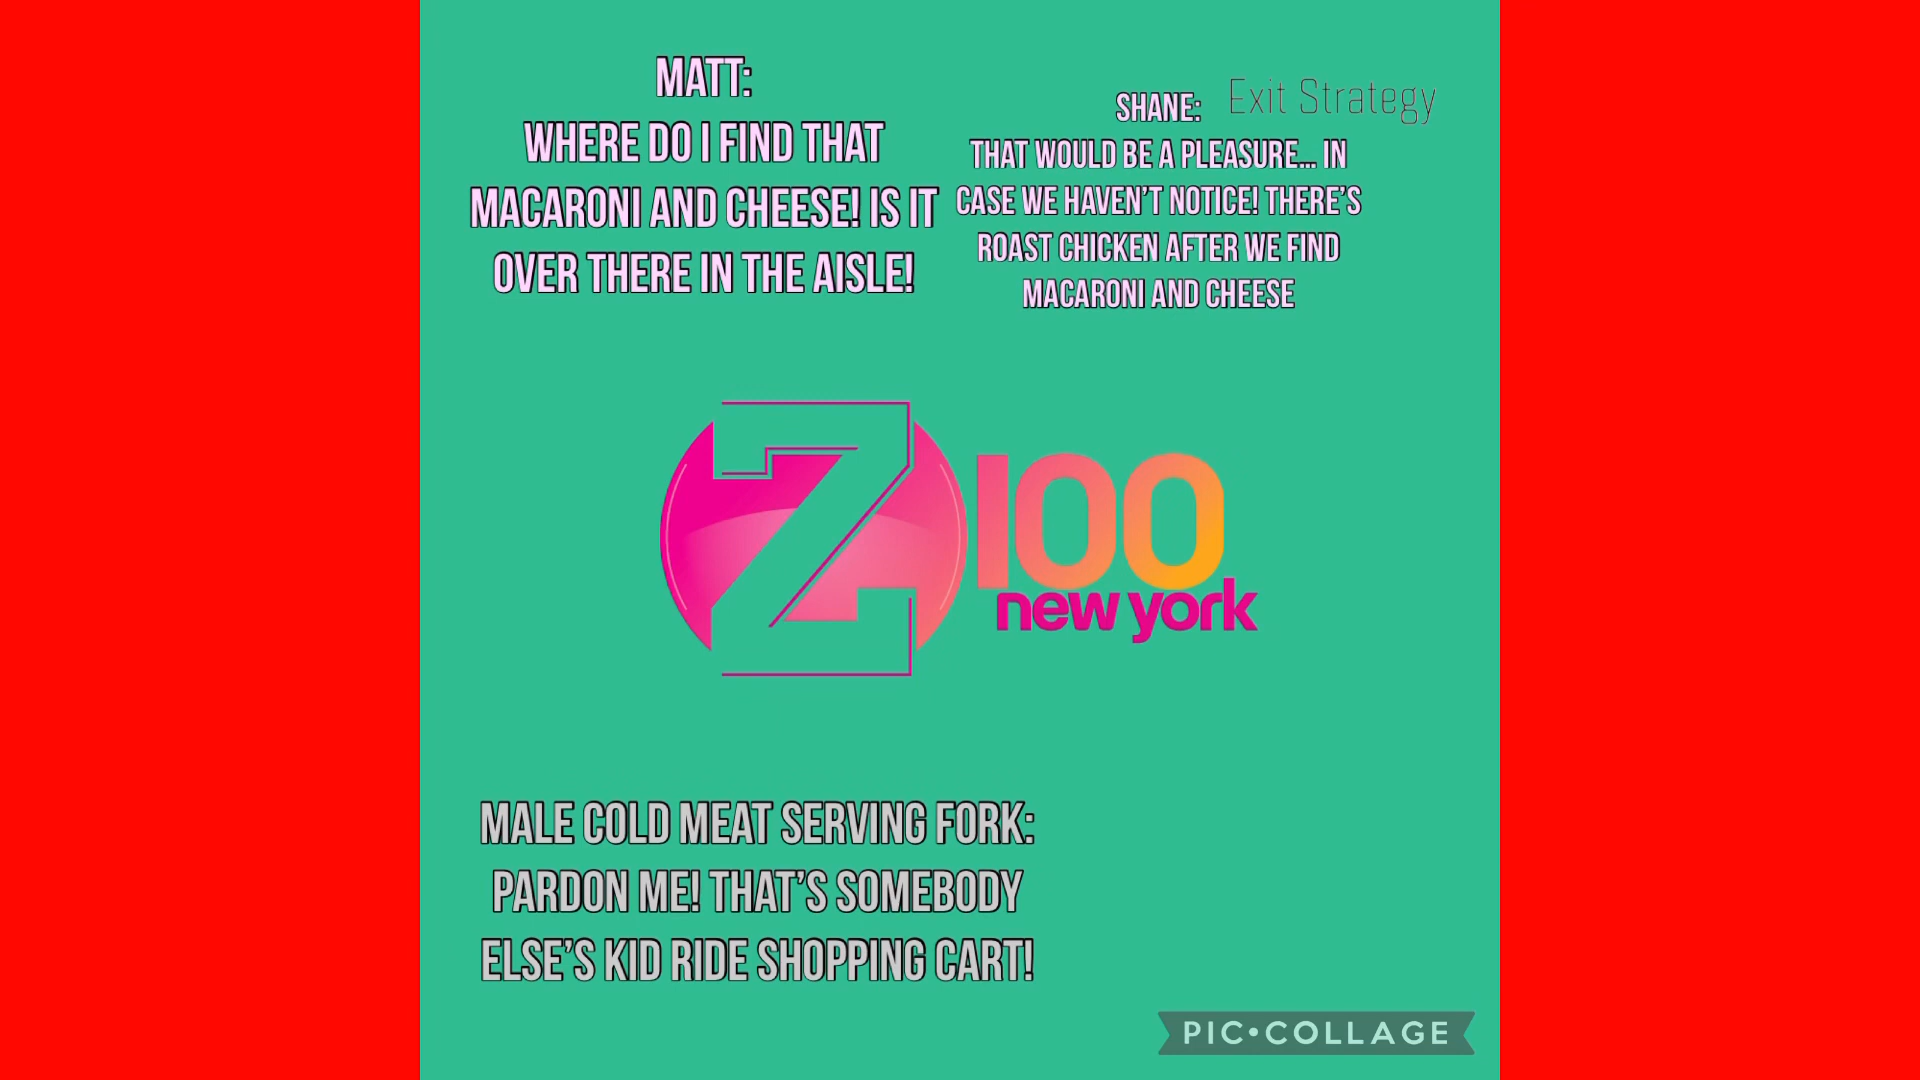 MATT:
WHERE DO I FIND THAT
MACARONI AND CHEESE! IS IT
OVER THERE IN THE AISLE!
Exit Strategy
SHANE:
THAT WOULD BE A PLEASURE... IN
CASE WE HAVEN'T NOTICE! THERE'S
ROAST CHICKEN AFTER WE FIND
MACARONI AND CHEESE
Z100
new york
MALE COLD MEAT SERVING FORK:
PARDON ME! THAT'S SOMEBODY
ELSE'S KID RIDE SHOPPING CART!
PIC•COLLAGE